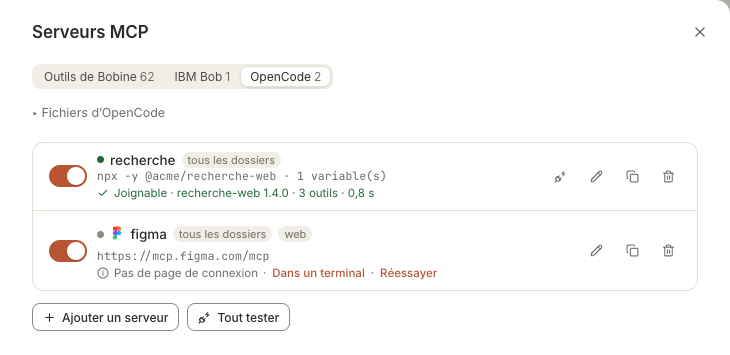 Serveurs MCP
Outils de Bobine 62 IBM Bob 1 OpenCode 2
▸ Fichiers d’OpenCode
recherche tous les dossiers
npx -y @acme/recherche-web · 1 variable(s)
Joignable · recherche-web 1.4.0 · 3 outils · 0,8 s
figma tous les dossiers web
https://mcp.figma.com/mcp
Pas de page de connexion · Dans un terminal · Réessayer
+ Ajouter un serveur Tout tester